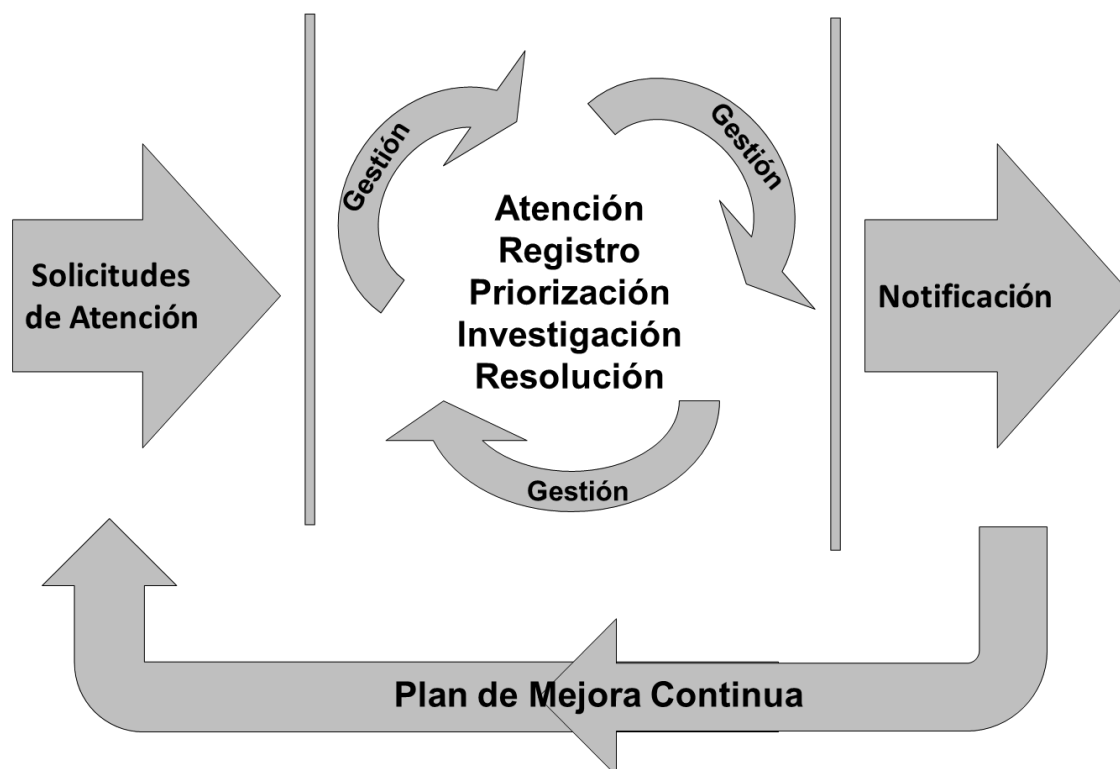 Gestión
Gestión
Atención
Registro
Priorización
Investigación
Resolución
Solicitudes
de Atención
Notificación
Gestión
Plan de Mejora Continua